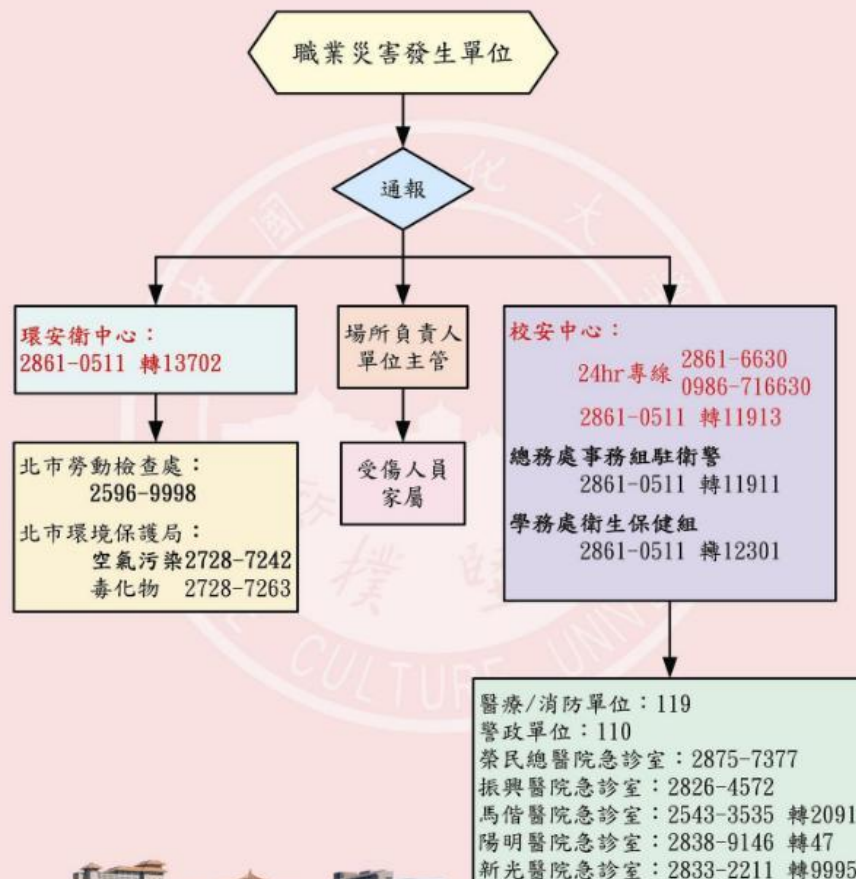 職業災害發生單位
通報
環安衛中心：
2861-0511 轉13702
場所負責人
單位主管
校安中心：
24hr專線 2861-6630
0986-716630
2861-0511 轉11913
總務處事務組駐衛警
2861-0511 轉11911
學務處衛生保健組
2861-0511 轉12301
北市勞動檢查處：
2596-9998
北市環境保護局：
空氣污染2728-7242
毒化物 2728-7263
受傷人員
家屬
醫療/消防單位：119
警政單位：110
榮民總醫院急診室：2875-7377
振興醫院急診室：2826-4572
馬偕醫院急診室：2543-3535 轉2091
陽明醫院急診室：2838-9146 轉47
新光醫院急診室：2833-2211 轉9995
CULTURE UNI